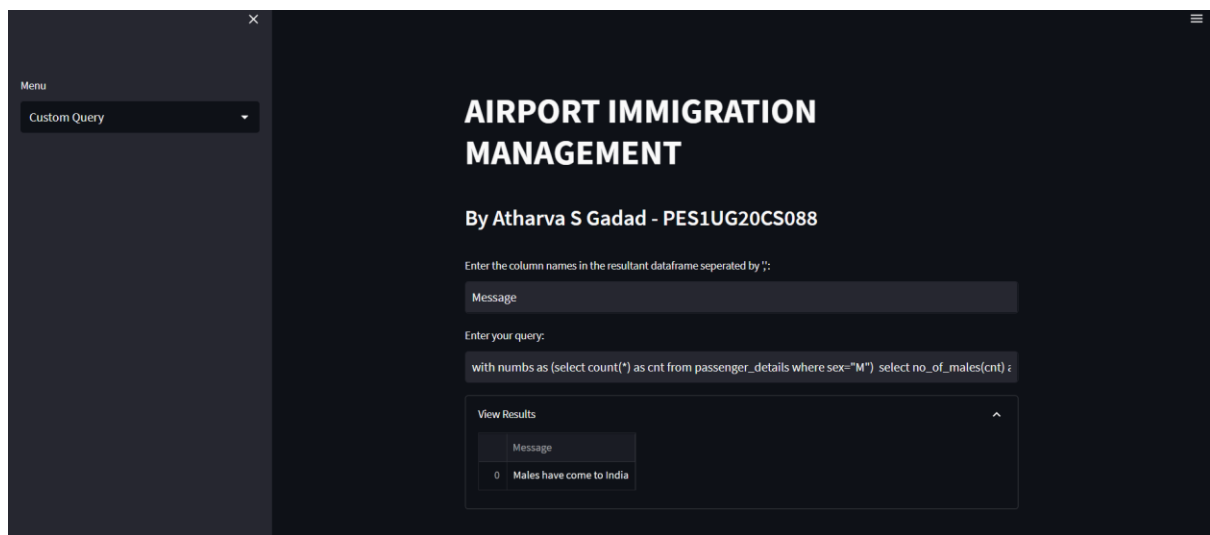 Menu
Custom Query
AIRPORT IMMIGRATION
MANAGEMENT
By Atharva S Gadad - PES1UG20CS088
Enter the column names in the resultant dataframe seperated by ',':
Message
Enter your query:
with numbs as (select count(*) as cnt from passenger_details where sex="M") select no_of_males(cnt)
View Results
Message
0 Males have come to India